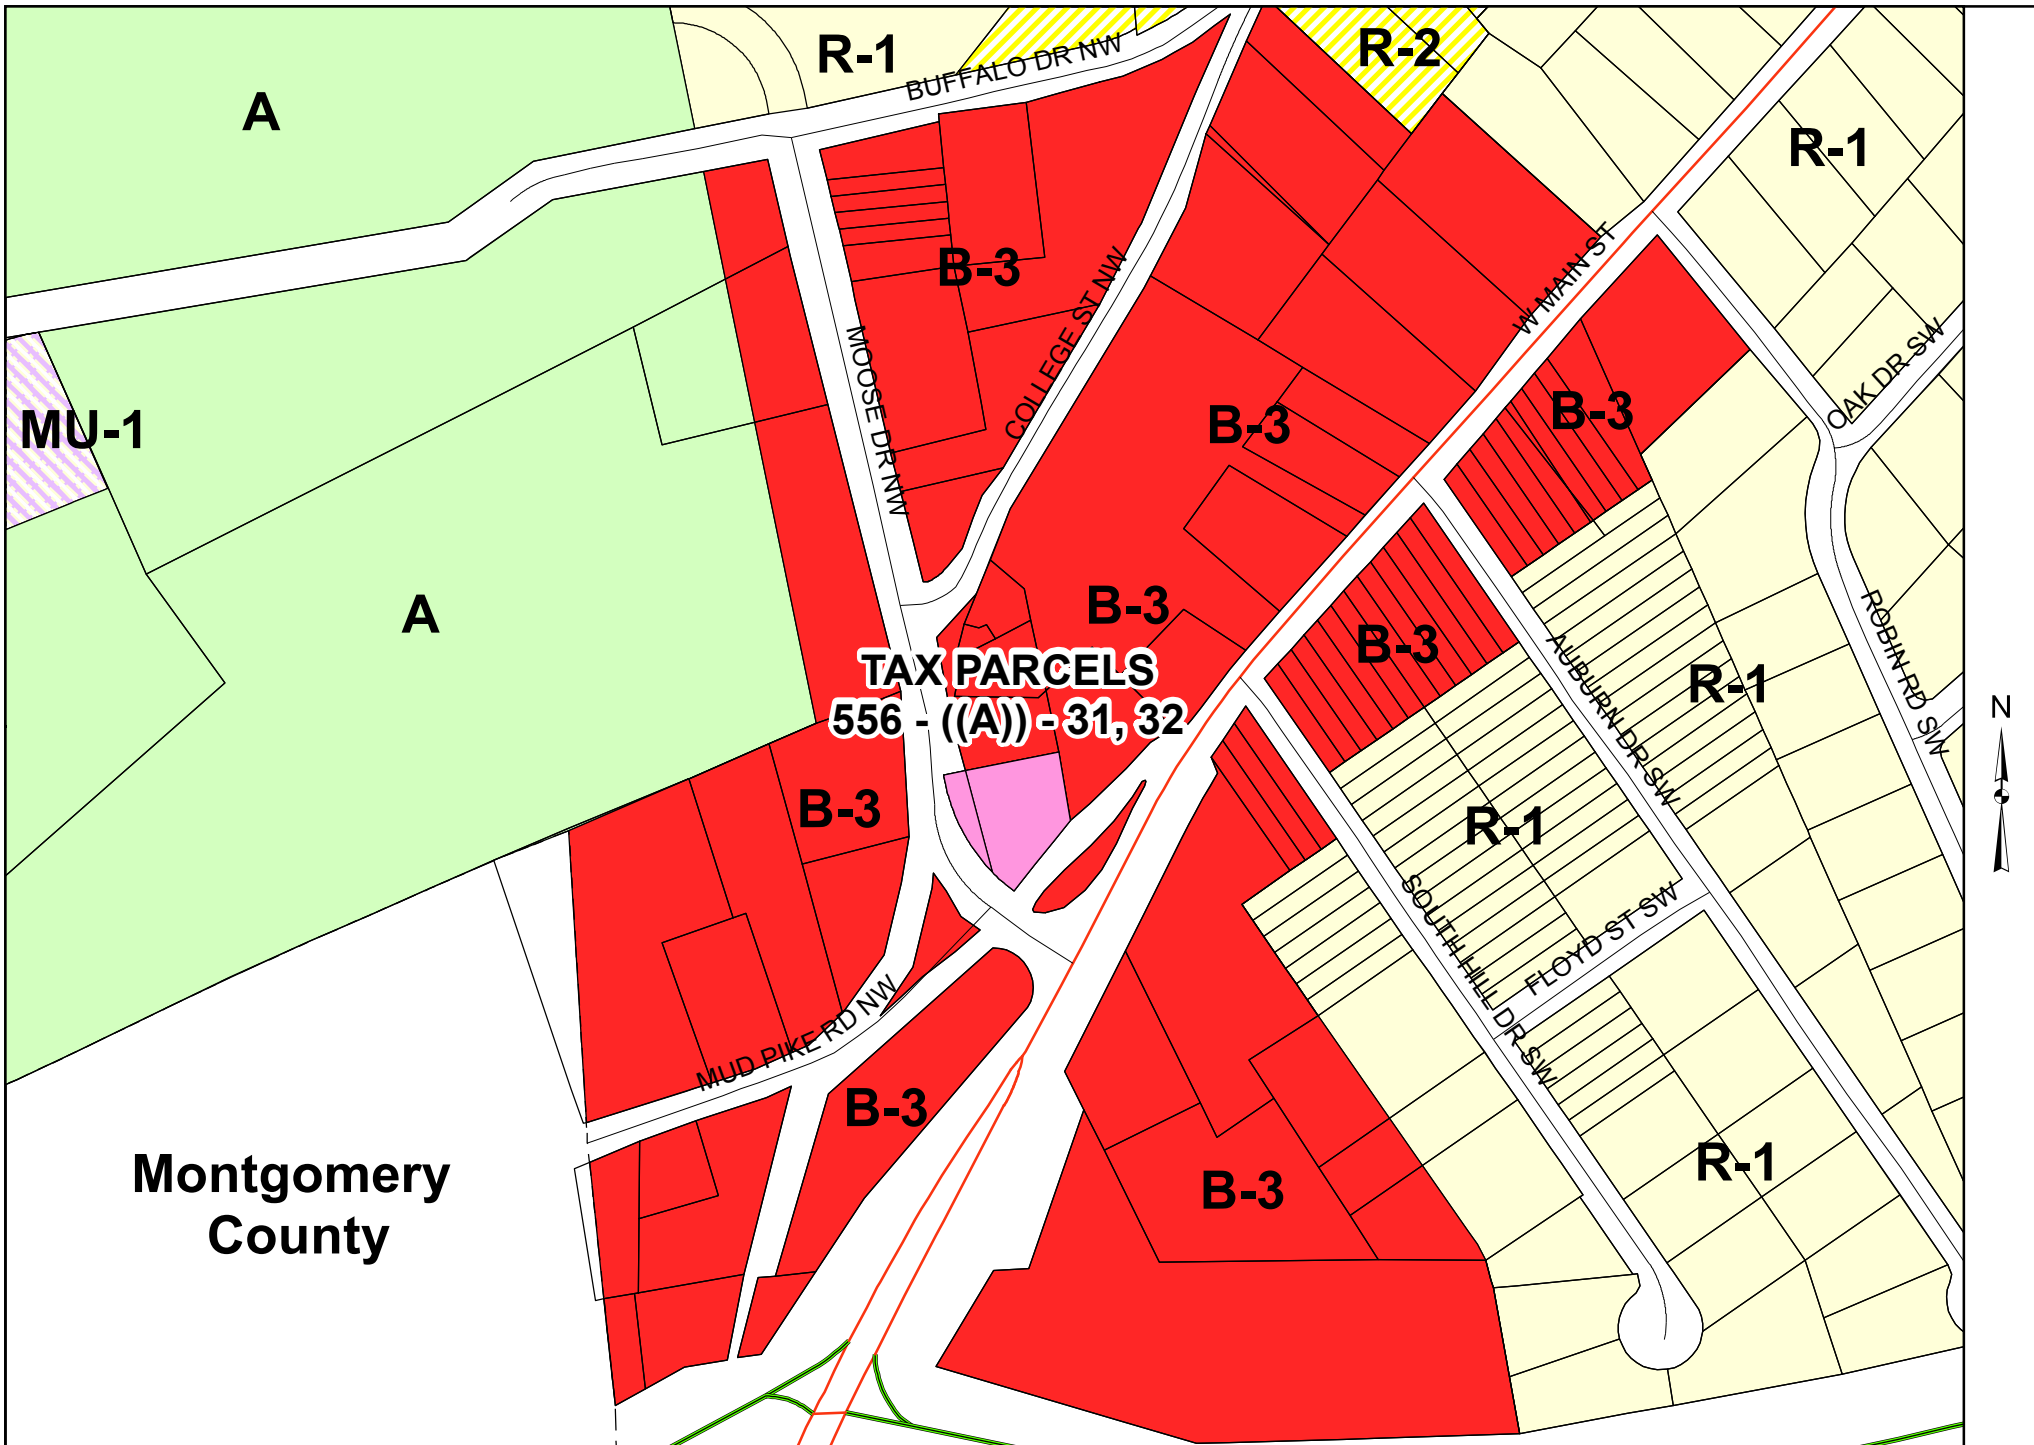 R-1
R-2
BUFFALO DR NW
A
R-1
B-3
W MAIN ST
COLLEGE ST NW
MOOSE DR NW
OAK DR SW
MU-1
B-3
B-3
A
B-3
B-3
AUBURN DR SW
ROBIN RD SW
TAX PARCELS
556 - ((A)) - 31, 32
R-1
N
B-3
R-1
SOUTH HILL DR SW
FLOYD ST SW
MUD PIKE RD NW
B-3
Montgomery
County
B-3
R-1